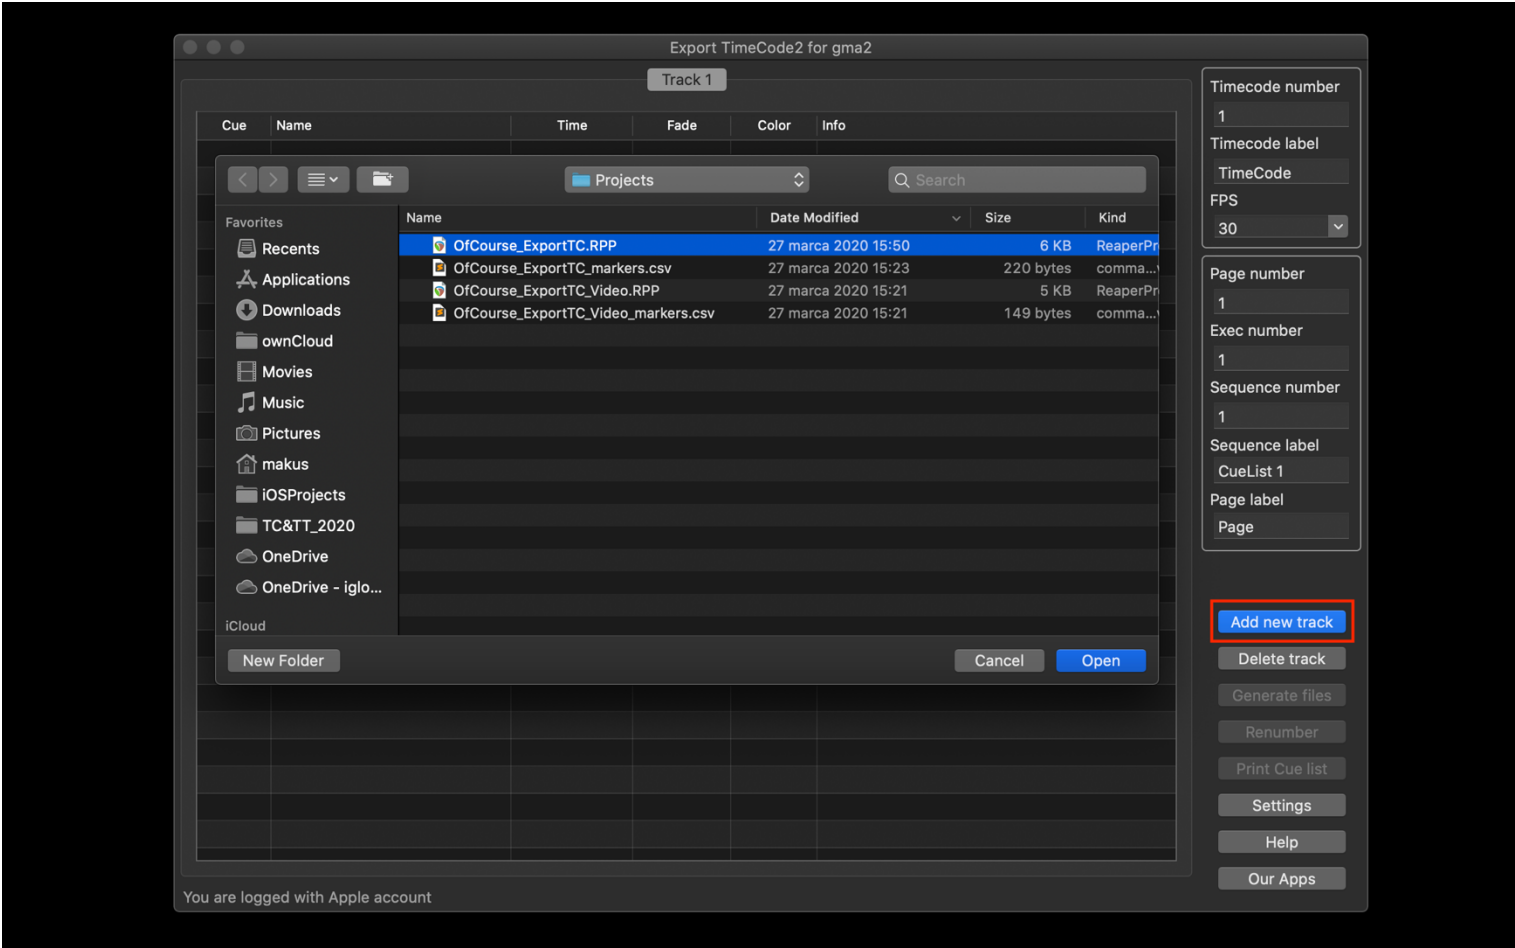 Export TimeCode2 for gma2
Track 1
Cue Name Time Fade Color Info
Projects
Search
Favorites
Recents
Applications
Downloads
ownCloud
Movies
Music
Pictures
makus
iOSProjects
TC&TT_2020
OneDrive
OneDrive - iglo...
iCloud
Name Date Modified Size Kind
OfCourse_ExportTC.RPP 27 marca 2020 15:50 6 KB ReaperPr
OfCourse_ExportTC_markers.csv 27 marca 2020 15:23 220 bytes comma...
OfCourse_ExportTC_Video.RPP 27 marca 2020 15:21 5 KB ReaperPr
OfCourse_ExportTC_Video_markers.csv 27 marca 2020 15:21 149 bytes comma...
New Folder
Cancel
Open
Timecode number
1
Timecode label
TimeCode
FPS
30
Page number
1
Exec number
1
Sequence number
1
Sequence label
CueList 1
Page label
Page
Add new track
Delete track
Generate files
Renumber
Print Cue list
Settings
Help
Our Apps
You are logged with Apple account